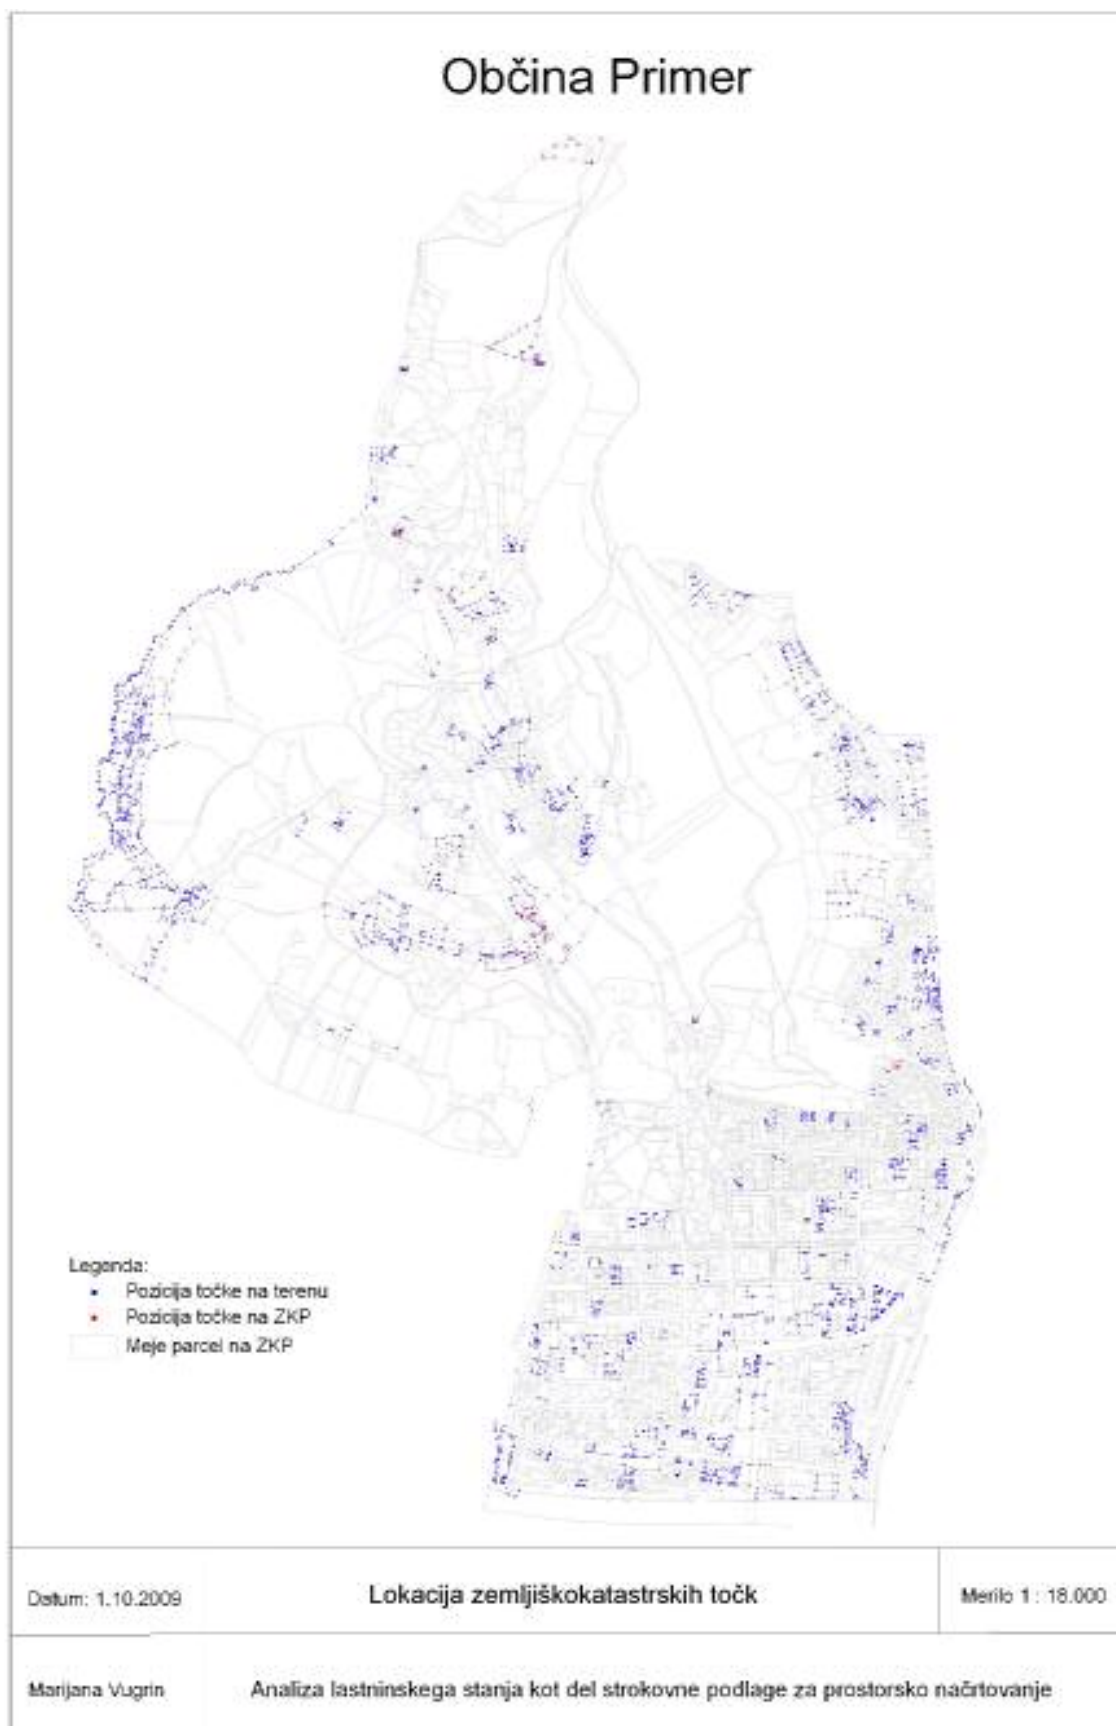 Občina Primer
Legenda:
Pozicija točke na terenu
Pozicija točke na ZKP
Meje parcel na ZKP
Datum: 1.10.2009
Lokacija zemljiškokatastrskih točk
Merilo 1 : 18.000
Marijana Vugrin
Analiza lastninskega stanja kot del strokovne podlage za prostorsko načrtovanje